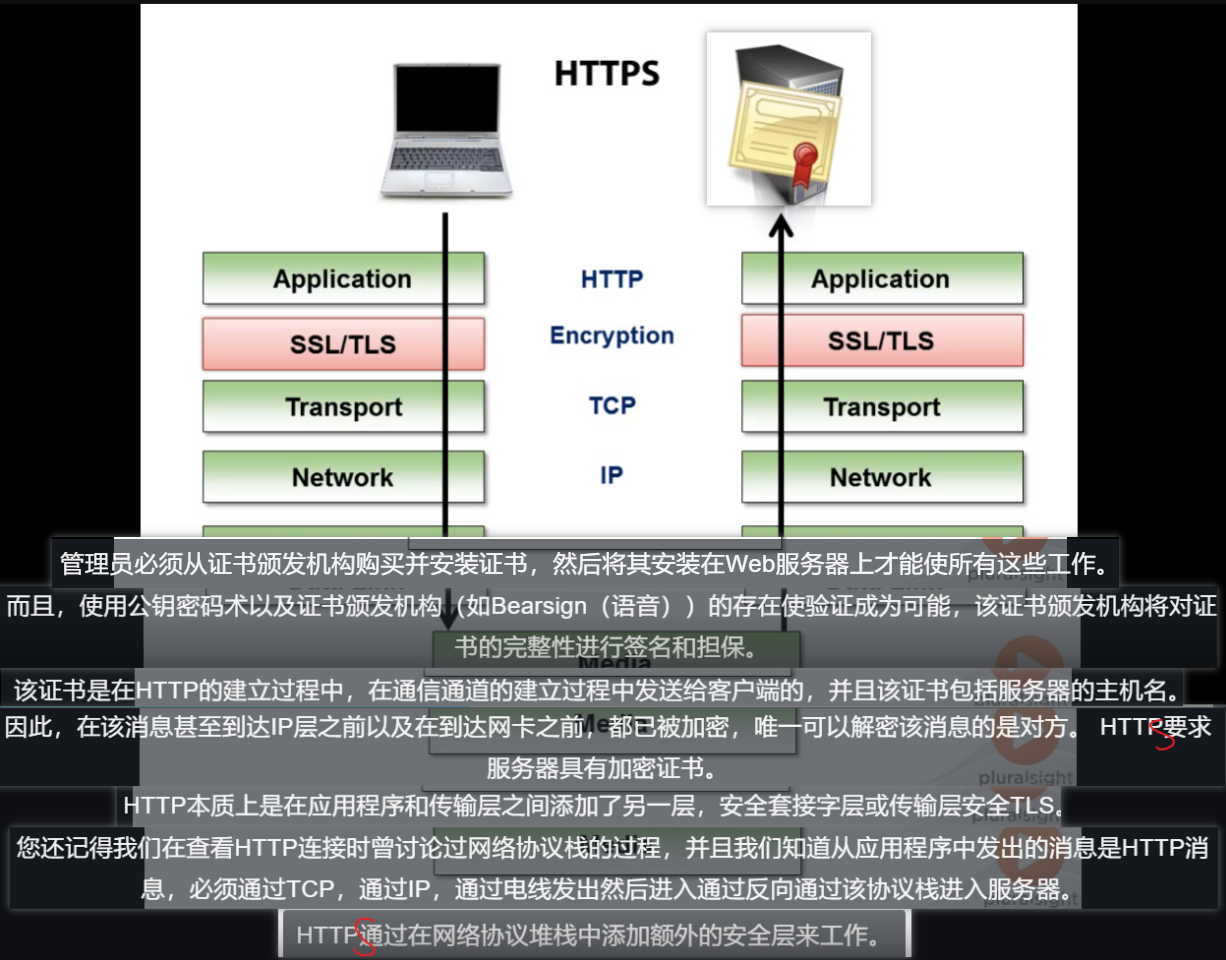 HTTPS
Application HTTP Application
SSL/TLS Encryption SSL/TLS
Transport TCP Transport
Network IP Network
管理员必须从证书颁发机构购买并安装证书，然后将其安装在Web服务器上才能使所有这些工作。
pluralsight
而且，使用公钥密码术以及证书颁发机构（如Bearsign（语音））的存在使验证成为可能，该证书颁发机构将对证
书的完整性进行签名和担保。
Media
该证书是在HTTP的建立过程中，在通信通道的建立过程中发送给客户端的，并且该证书包括服务器的主机名。
因此，在该消息甚至到达IP层之前以及在到达网卡之前，都已被加密，唯一可以解密该消息的是对方。 HTTPS要求
Media
服务器具有加密证书。
pluralsight
HTTP本质上是在应用程序和传输层之间添加了另一层，安全套接字层或传输层安全TLS。
您还记得我们在查看HTTP连接时曾讨论过网络协议栈的过程，并且我们知道从应用程序中发出的消息是HTTP消
Media
息，必须通过TCP，通过IP，通过电线发出然后进入通过反向通过该协议栈进入服务器。
pluralsight
HTTPS通过在网络协议堆栈中添加额外的安全层来工作。